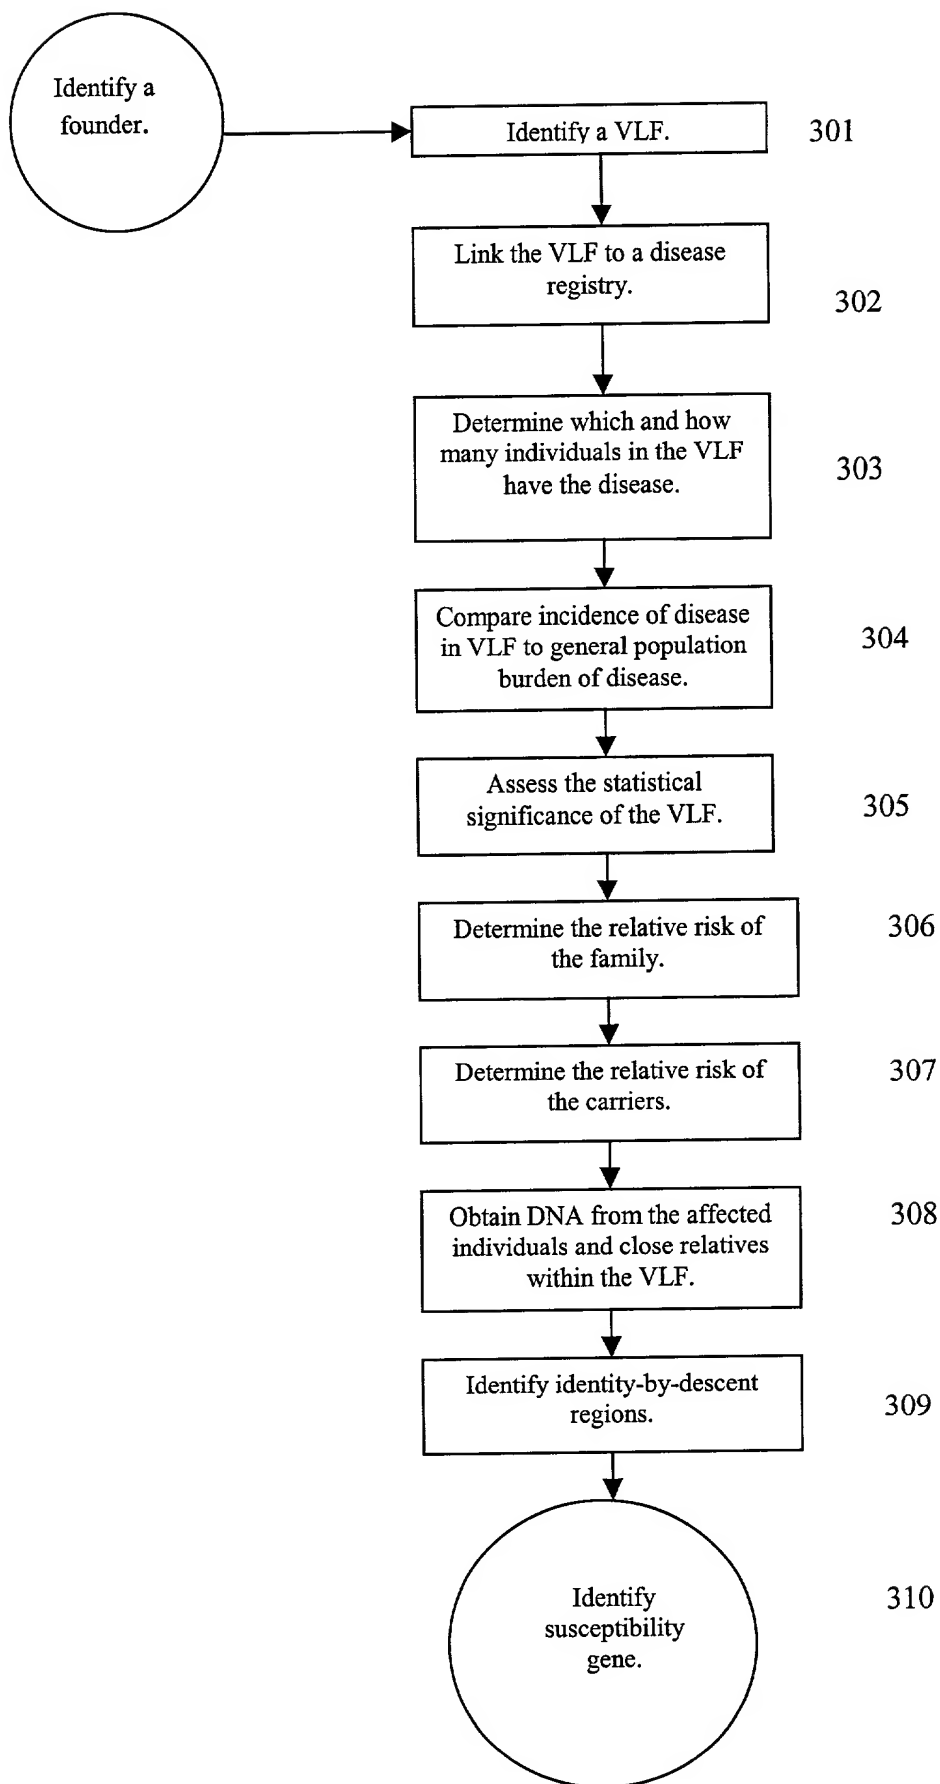 Identify a
founder.
Identify a VLF.
301
Link the VLF to a disease
registry.
302
Determine which and how
many individuals in the VLF
have the disease.
303
Compare incidence of disease
in VLF to general population
burden of disease.
304
Assess the statistical
significance of the VLF.
305
Determine the relative risk of
the family.
306
Determine the relative risk of
the carriers.
307
Obtain DNA from the affected
individuals and close relatives
within the VLF.
308
Identify identity-by-descent
regions.
309
Identify
susceptibility
gene.
310